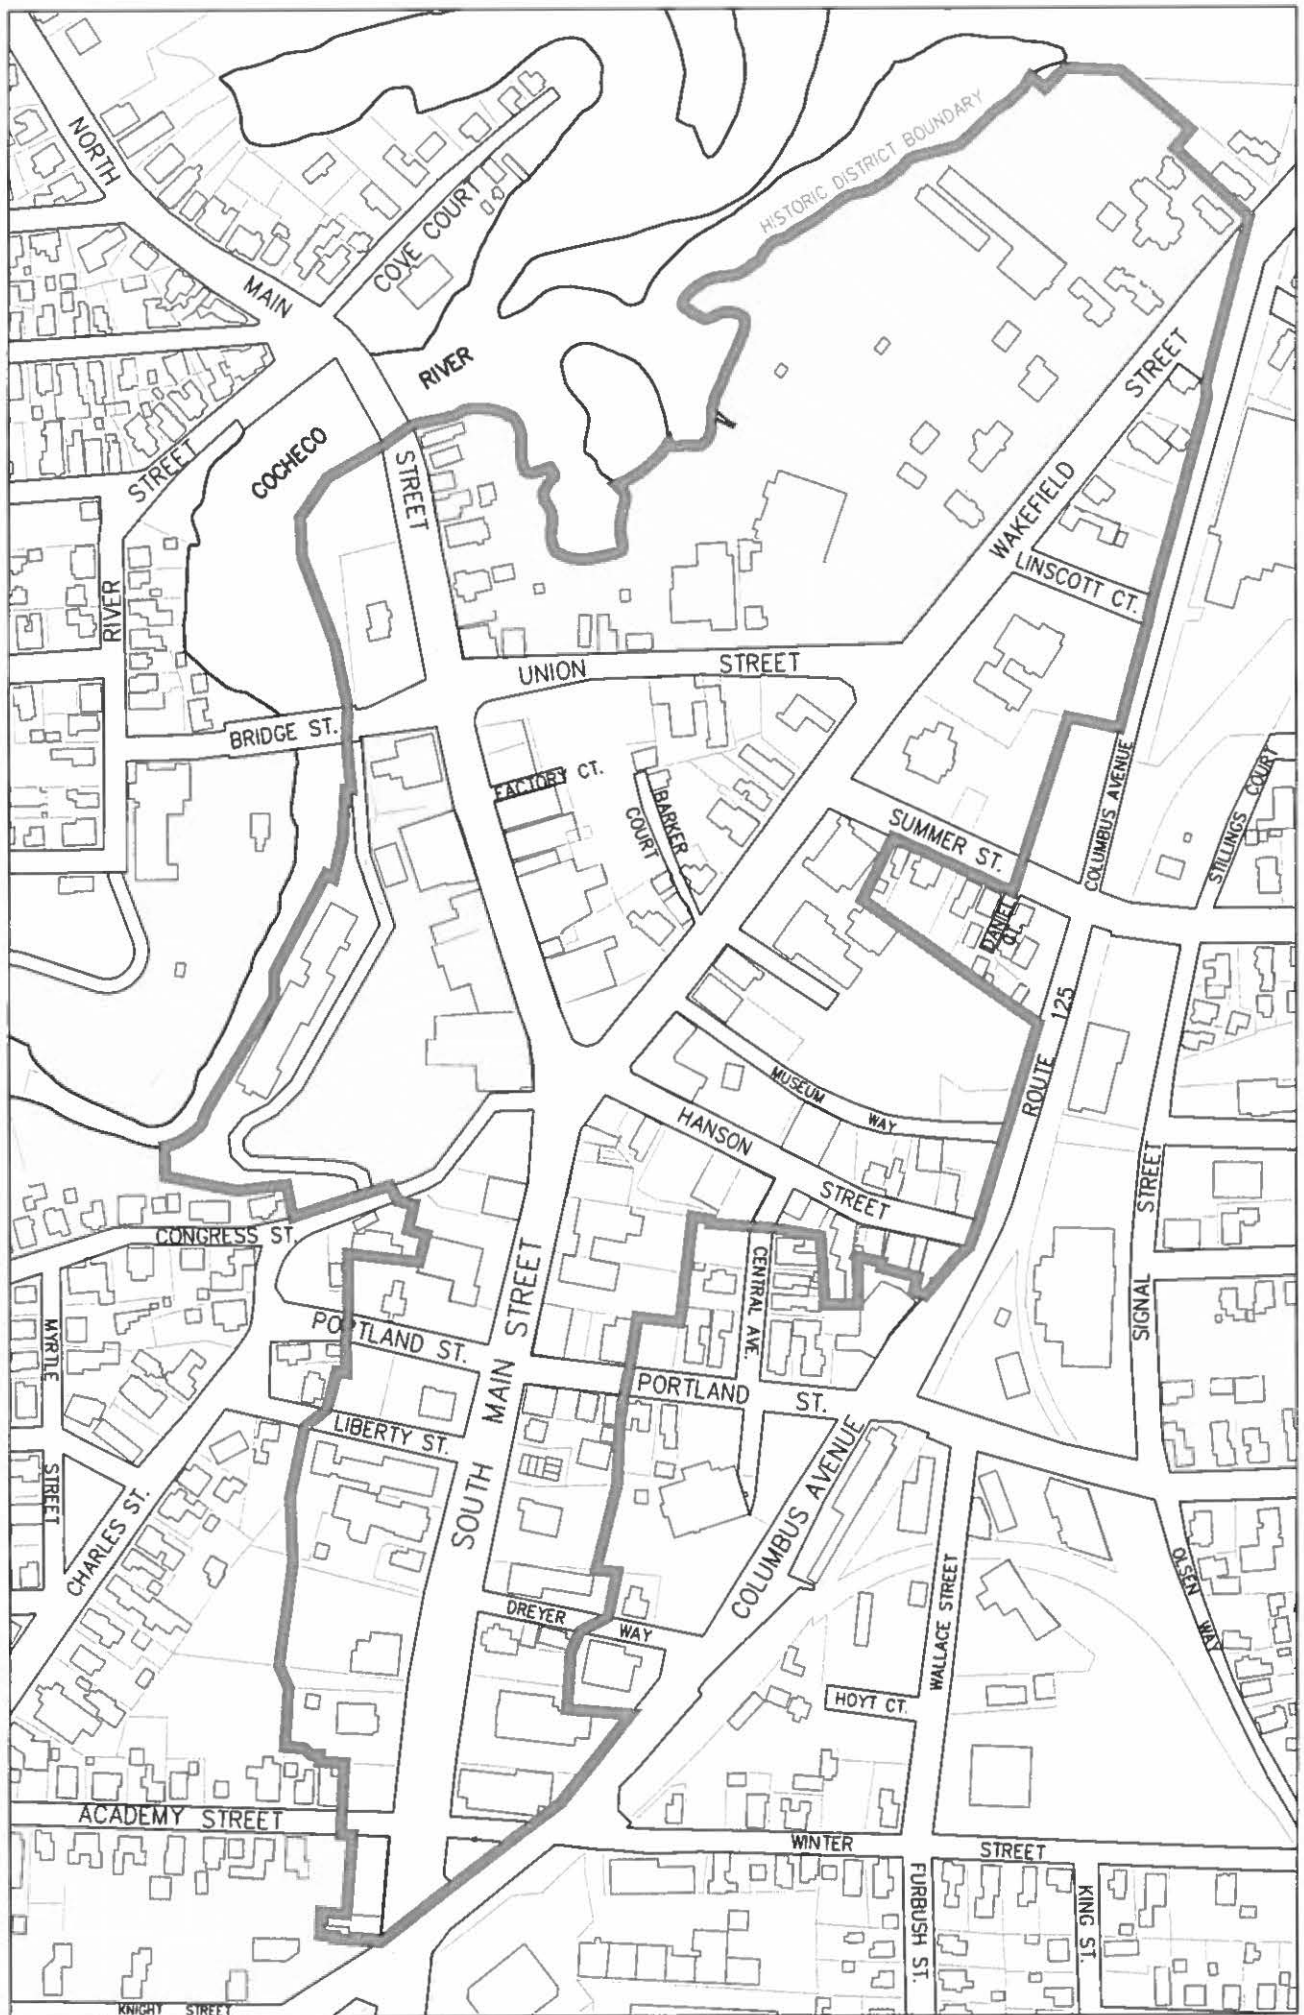 NORTH
MAIN
STREET
COVE COURT
HISTORIC DISTRICT BOUNDARY
COCHECO
RIVER
STREET
RIVER
WAKEFIELD
STREET
LINSCOTT CT.
UNION STREET
BRIDGE ST.
FACTORY CT.
BARKER
COURT
SUMMER ST.
COLUMBUS AVENUE
STILLINGS COURT
DANIEL
ROUTE 125
MUSEUM WAY
HANSON
STREET
CONGRESS ST.
CENTRAL AVE.
SIGNAL STREET
MYRTLE
STREET
PORTLAND ST.
SOUTH MAIN STREET
PORTLAND ST.
LIBERTY ST.
CHARLES ST.
COLUMBUS AVENUE
OLSEN WAY
WALLACE STREET
DREYER WAY
HOYT CT.
ACADEMY STREET
WINTER STREET
FURBUSH ST.
KING ST.
KNIGHT STREET